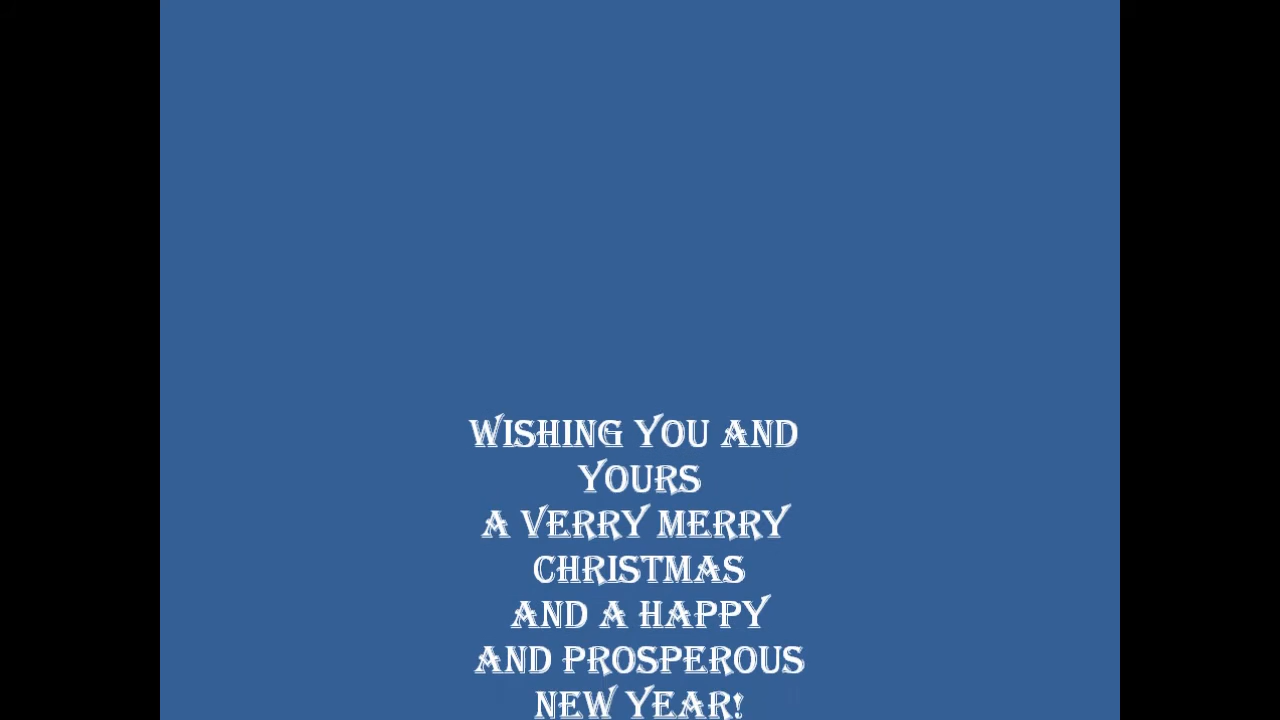 WISHING YOU AND
YOURS
A VERRY MERRY
CHRISTMAS
AND A HAPPY
AND PROSPEROUS
NEW YEAR!